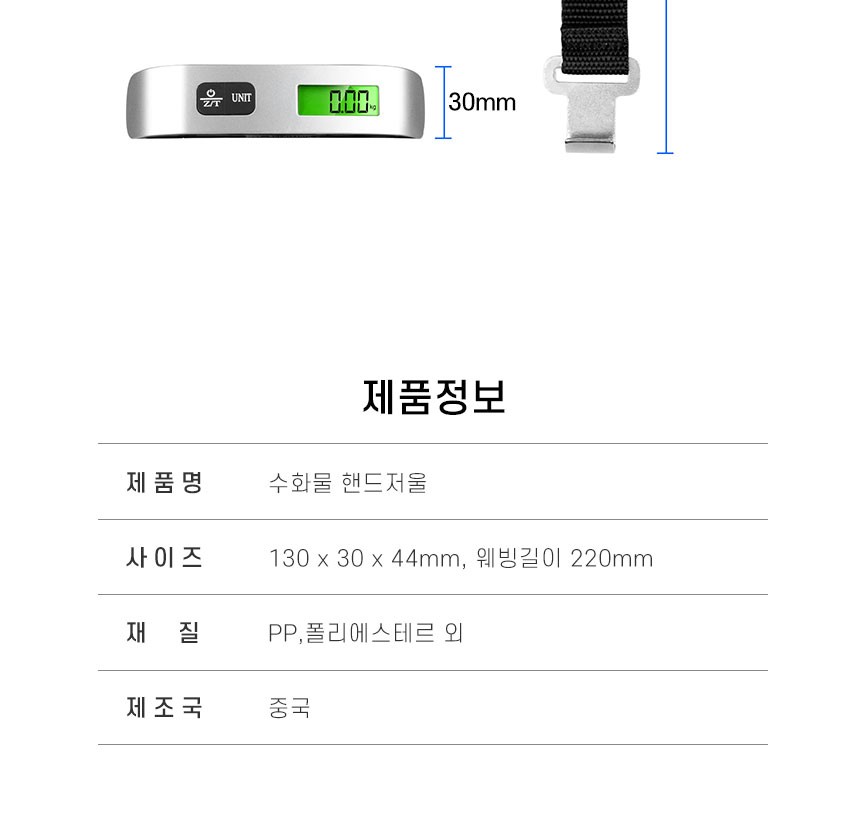 Z/T UNIT 0.00 kg
30mm
제품정보
제품명 수화물 핸드저울
사이즈 130 x 30 x 44mm, 웨빙길이 220mm
재 질 PP,폴리에스테르 외
제조국 중국